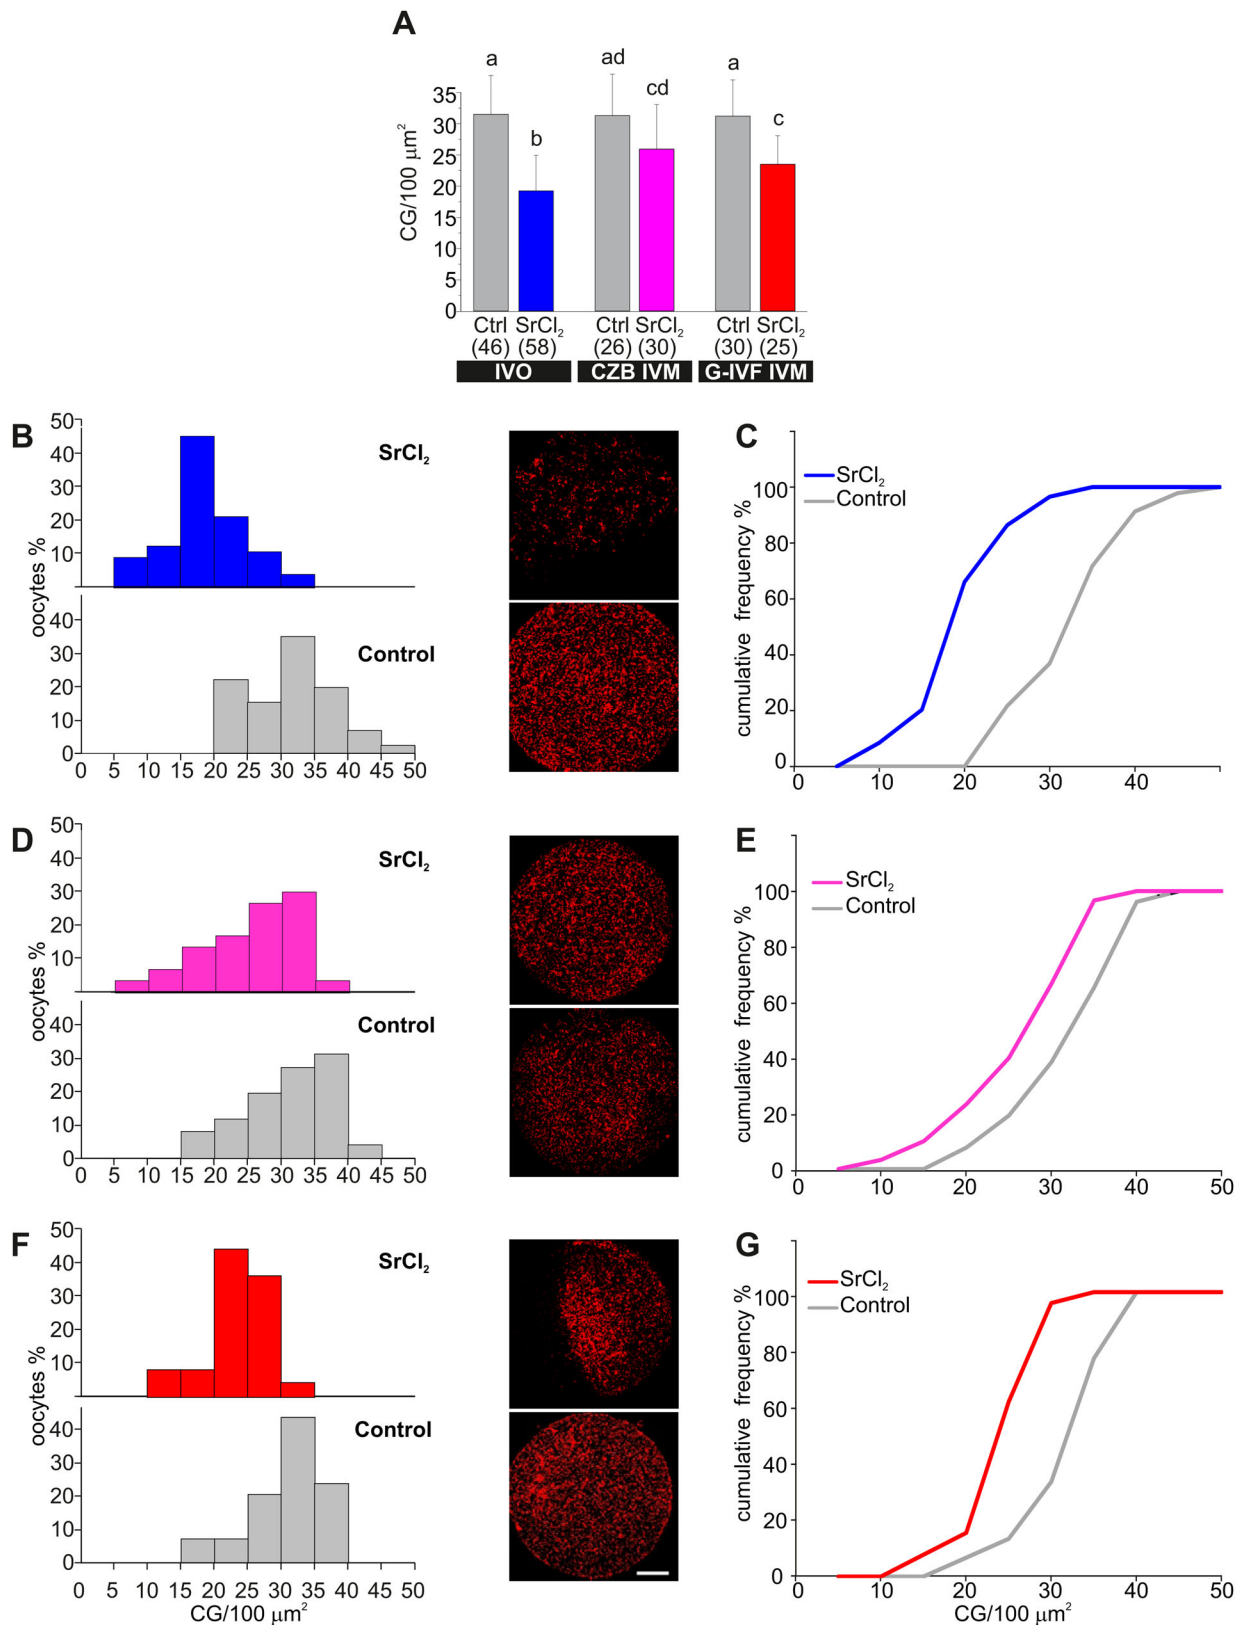 A
a ad a
b cd c
CG/100 µm²
35
30
25
20
15
10
5
0
Ctrl SrCl₂ Ctrl SrCl₂ Ctrl SrCl₂
(46) (58) (26) (30) (30) (25)
IVO CZB IVM G-IVF IVM
B
oocytes %
50
40
30
20
10
SrCl₂
40
30
20
10
0
Control
0 5 10 15 20 25 30 35 40 45 50
C
cumulative frequency %
SrCl₂
Control
100
80
60
40
20
0
0 10 20 30 40
D
oocytes %
50
40
30
20
10
SrCl₂
40
30
20
10
0
Control
0 5 10 15 20 25 30 35 40 45 50
E
cumulative frequency %
SrCl₂
Control
100
80
60
40
20
0
0 10 20 30 40 50
F
oocytes %
50
40
30
20
10
SrCl₂
40
30
20
10
0
Control
0 5 10 15 20 25 30 35 40 45 50
CG/100 µm²
G
cumulative frequency %
SrCl₂
Control
100
80
60
40
20
0
0 10 20 30 40 50
CG/100 µm²